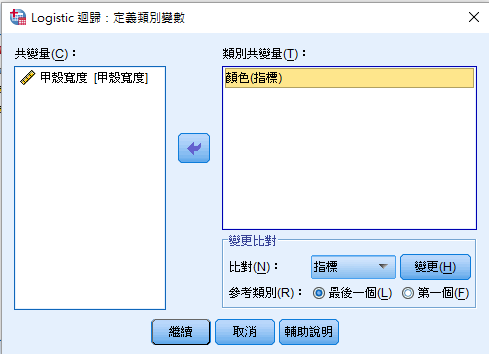 Logistic 迴歸：定義類別變數
共變量(C)：
甲殼寬度 [甲殼寬度]
類別共變量(T)：
顏色(指標)
變更比對
比對(N)：
指標
變更(H)
參考類別(R)：
最後一個(L)
第一個(F)
繼續
取消
輔助說明